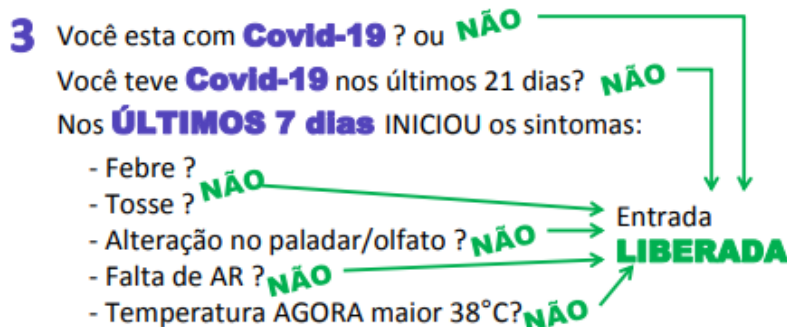 3 Você esta com Covid-19 ? ou NÃO
Você teve Covid-19 nos últimos 21 dias? NÃO
Nos ÚLTIMOS 7 dias INICIOU os sintomas:
- Febre ?
- Tosse ? NÃO
Entrada
- Alteração no paladar/olfato ? NÃO
LIBERADA
- Falta de AR ? NÃO
- Temperatura AGORA maior 38°C? NÃO